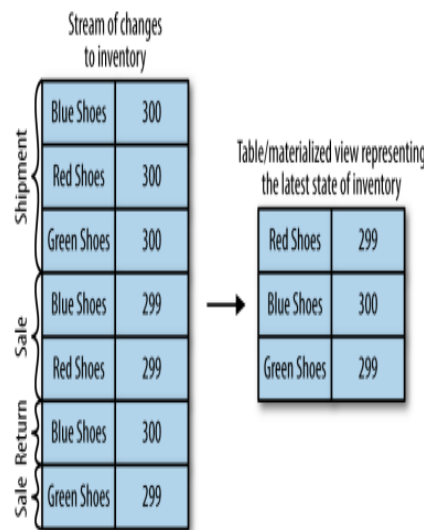 Stream of changes
to inventory
Shipment
Blue Shoes 300
Red Shoes 300
Green Shoes 300
Sale
Blue Shoes 299
Red Shoes 299
Return
Blue Shoes 300
Sale
Green Shoes 299
Table/materialized view representing
the latest state of inventory
Red Shoes 299
Blue Shoes 300
Green Shoes 299